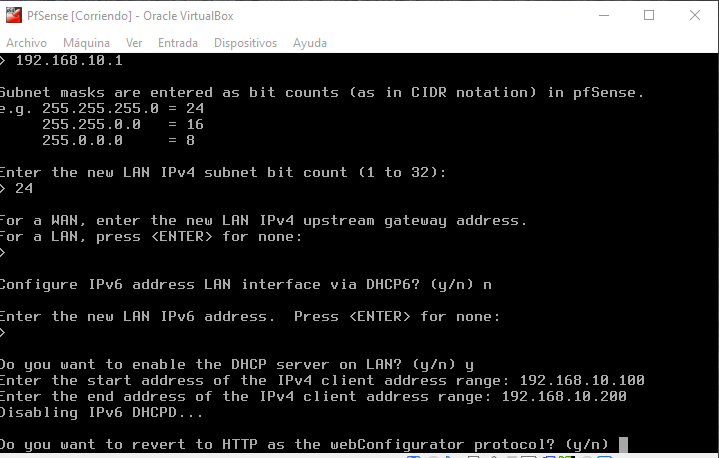 PfSense [Corriendo] - Oracle VirtualBox
Archivo Máquina Ver Entrada Dispositivos Ayuda
> 192.168.10.1
Subnet masks are entered as bit counts (as in CIDR notation) in pfSense.
e.g. 255.255.255.0 = 24
255.255.0.0 = 16
255.0.0.0 = 8
Enter the new LAN IPv4 subnet bit count (1 to 32):
> 24
For a WAN, enter the new LAN IPv4 upstream gateway address.
For a LAN, press <ENTER> for none:
>
Configure IPv6 address LAN interface via DHCP6? (y/n) n
Enter the new LAN IPv6 address.  Press <ENTER> for none:
>
Do you want to enable the DHCP server on LAN? (y/n) y
Enter the start address of the IPv4 client address range: 192.168.10.100
Enter the end address of the IPv4 client address range: 192.168.10.200
Disabling IPv6 DHCPD...
Do you want to revert to HTTP as the webConfigurator protocol? (y/n)